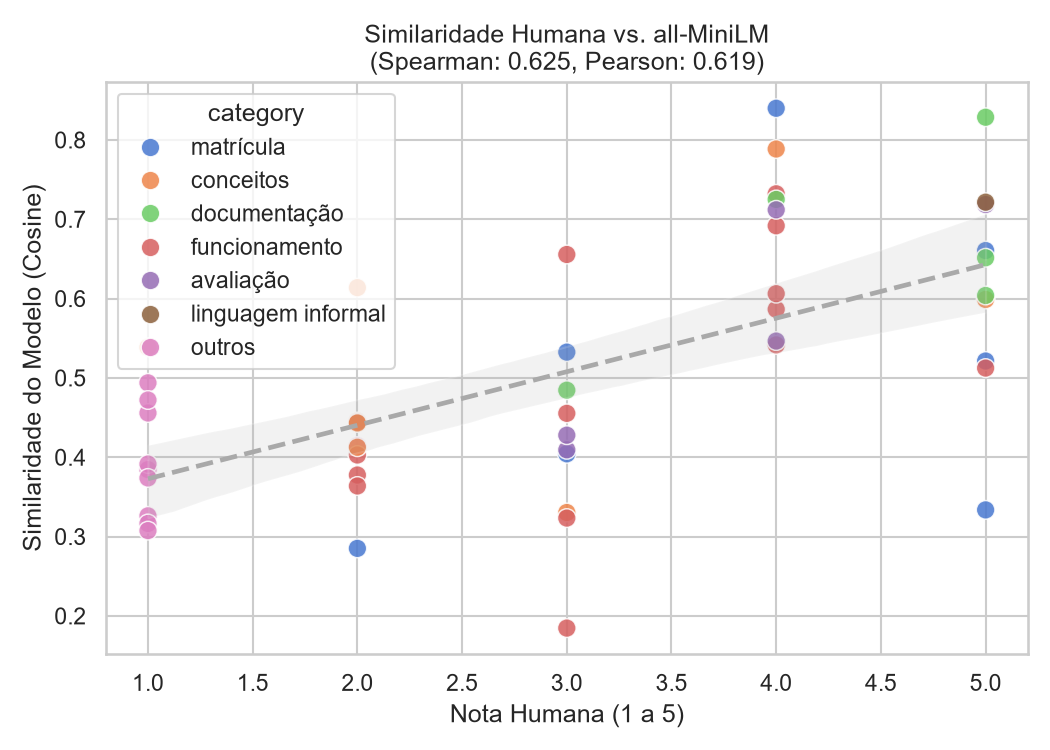 Similaridade Humana vs. all-MiniLM
(Spearman: 0.625, Pearson: 0.619)
category
matrícula
conceitos
documentação
funcionamento
avaliação
linguagem informal
outros
Similaridade do Modelo (Cosine)
0.8
0.7
0.6
0.5
0.4
0.3
0.2
1.0 1.5 2.0 2.5 3.0 3.5 4.0 4.5 5.0
Nota Humana (1 a 5)